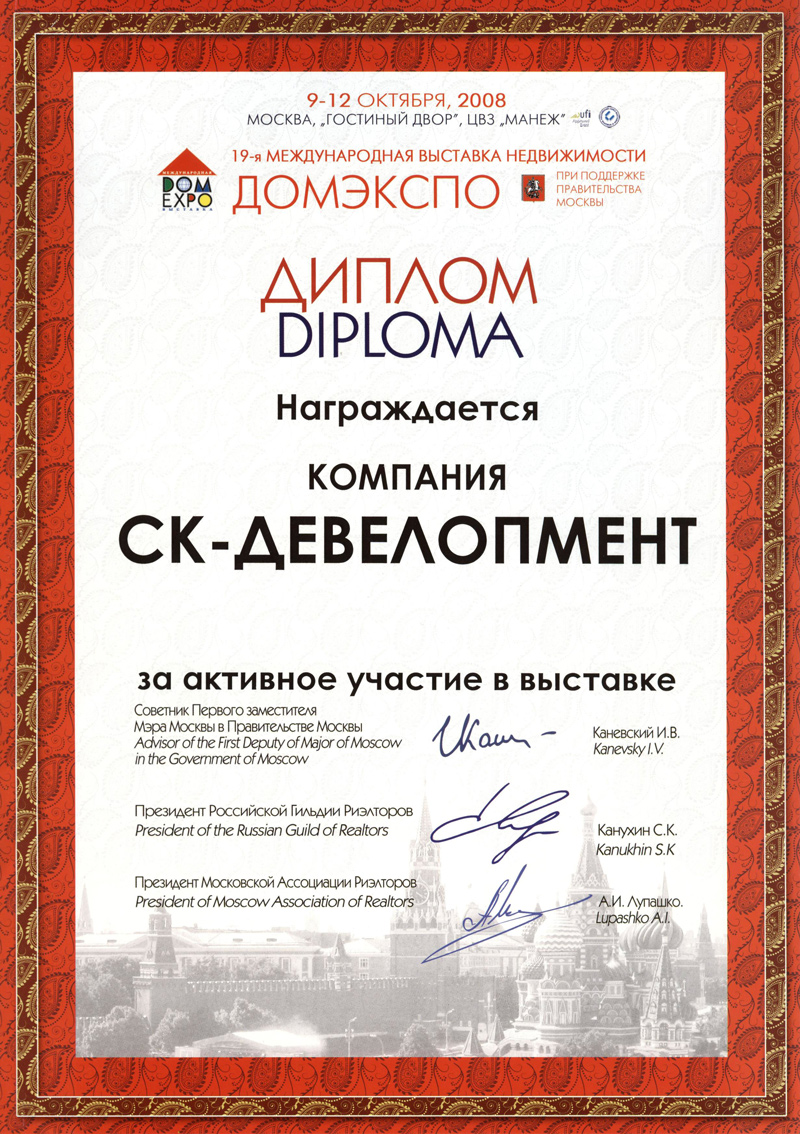 9-12 ОКТЯБРЯ, 2008
МОСКВА, „ГОСТИНЫЙ ДВОР”, ЦВЗ „МАНЕЖ”
ufi
19-я МЕЖДУНАРОДНАЯ ВЫСТАВКА НЕДВИЖИМОСТИ
ДОМЭКСПО
ПРИ ПОДДЕРЖКЕ
ПРАВИТЕЛЬСТВА
МОСКВЫ
МЕЖДУНАРОДНАЯ
DOM
EXPO
ВЫСТАВКА
ДИПЛОМ
DIPLOMA
Награждается
КОМПАНИЯ
СК-ДЕВЕЛОПМЕНТ
за активное участие в выставке
Советник Первого заместителя
Мэра Москвы в Правительстве Москвы
Advisor of the First Deputy of Major of Moscow
in the Government of Moscow
Каневский И.В.
Kanevsky I.V.
Президент Российской Гильдии Риэлторов
President of the Russian Guild of Realtors
Канухин С.К.
Kanukhin S.K
Президент Московской Ассоциации Риэлторов
President of Moscow Association of Realtors
А.И. Лупашко.
Lupashko A.I.